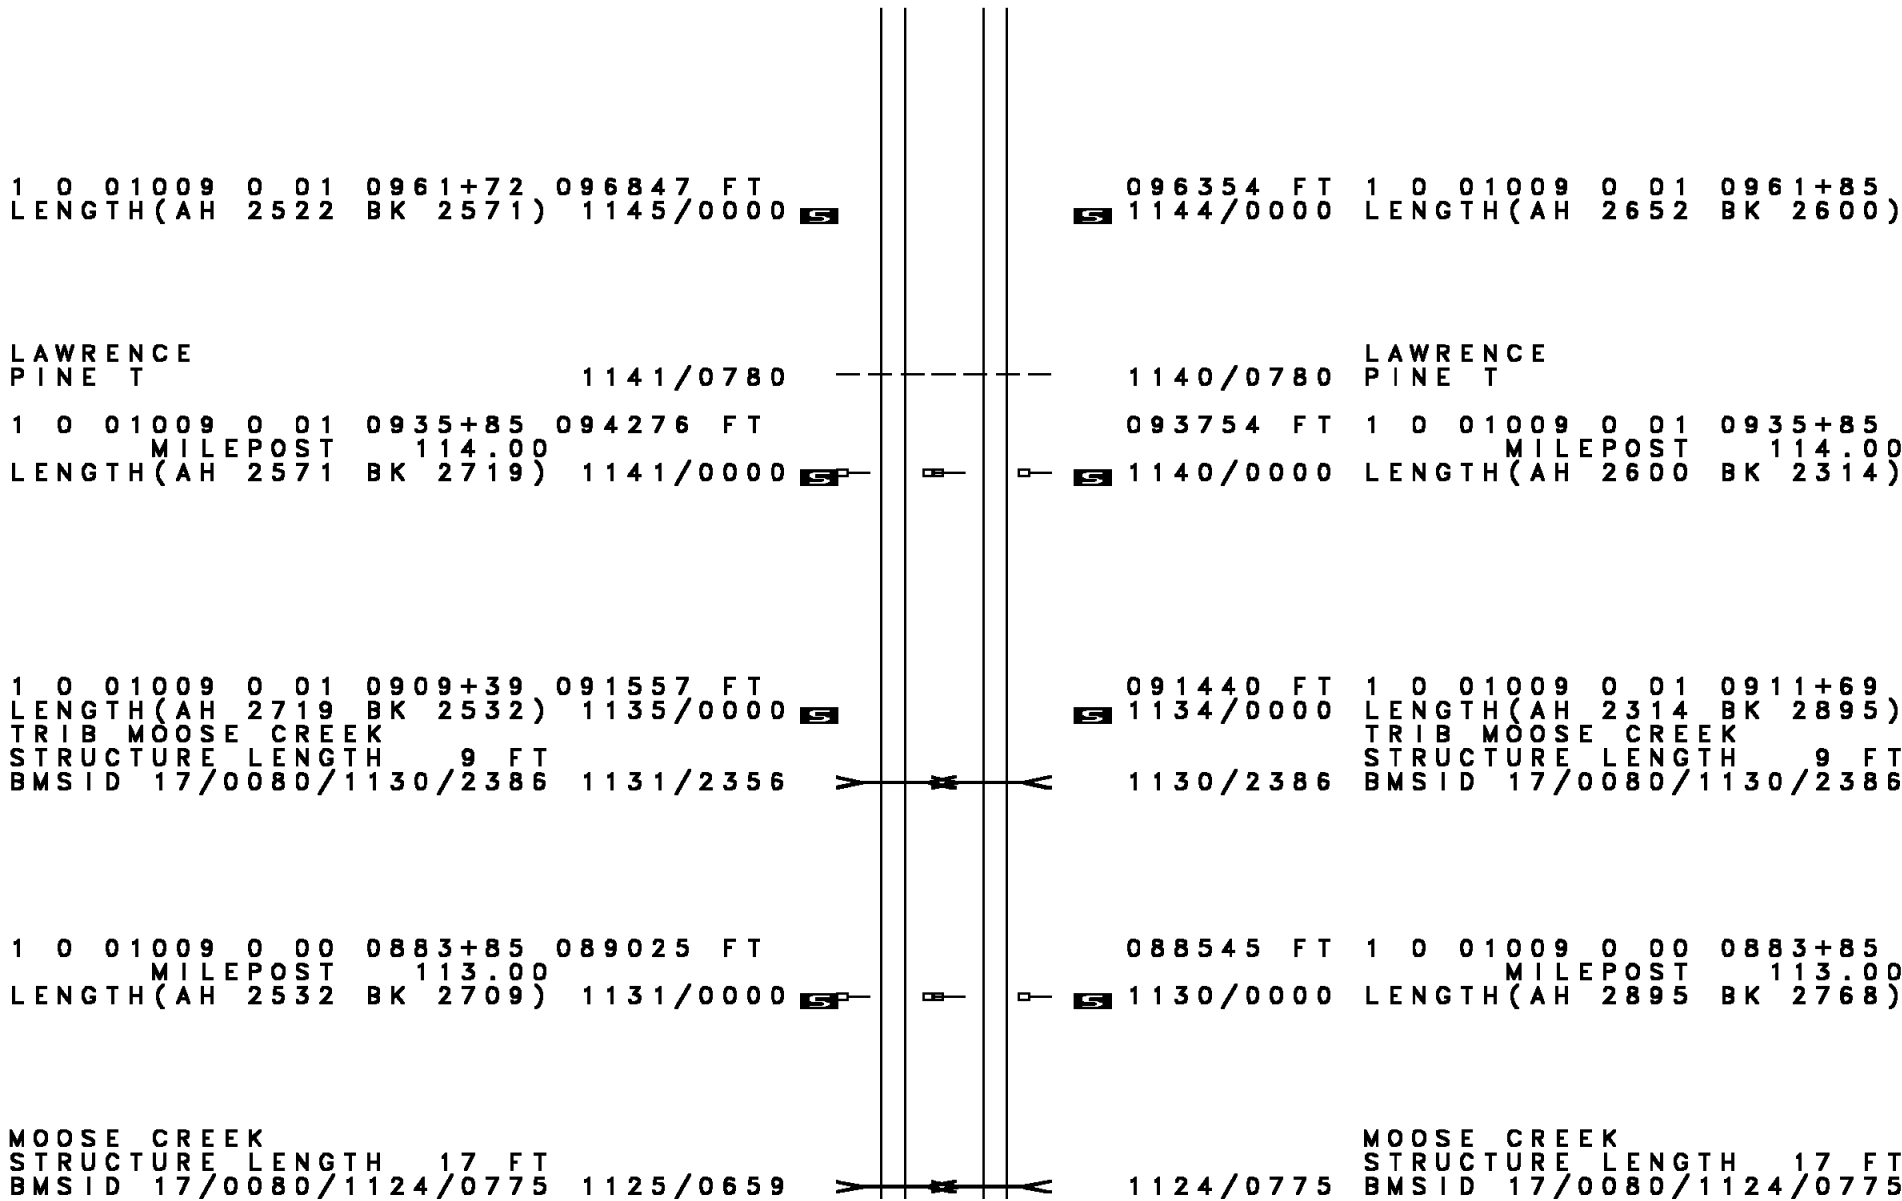 1 0 01009 0 01 0961+72 096847 FT
LENGTH(AH 2522 BK 2571) 1145/0000 S
096354 FT 1 0 01009 0 01 0961+85
S 1144/0000 LENGTH(AH 2652 BK 2600)
LAWRENCE
PINE T 1141/0780
LAWRENCE
1140/0780 PINE T
1 0 01009 0 01 0935+85 094276 FT
MILEPOST 114.00
LENGTH(AH 2571 BK 2719) 1141/0000 S
093754 FT 1 0 01009 0 01 0935+85
MILEPOST 114.00
S 1140/0000 LENGTH(AH 2600 BK 2314)
1 0 01009 0 01 0909+39 091557 FT
LENGTH(AH 2719 BK 2532) 1135/0000 S
TRIB MOOSE CREEK
STRUCTURE LENGTH 9 FT
BMSID 17/0080/1130/2386 1131/2356
091440 FT 1 0 01009 0 01 0911+69
S 1134/0000 LENGTH(AH 2314 BK 2895)
TRIB MOOSE CREEK
STRUCTURE LENGTH 9 FT
1130/2386 BMSID 17/0080/1130/2386
1 0 01009 0 00 0883+85 089025 FT
MILEPOST 113.00
LENGTH(AH 2532 BK 2709) 1131/0000 S
088545 FT 1 0 01009 0 00 0883+85
MILEPOST 113.00
S 1130/0000 LENGTH(AH 2895 BK 2768)
MOOSE CREEK
STRUCTURE LENGTH 17 FT
BMSID 17/0080/1124/0775 1125/0659
MOOSE CREEK
STRUCTURE LENGTH 17 FT
1124/0775 BMSID 17/0080/1124/0775